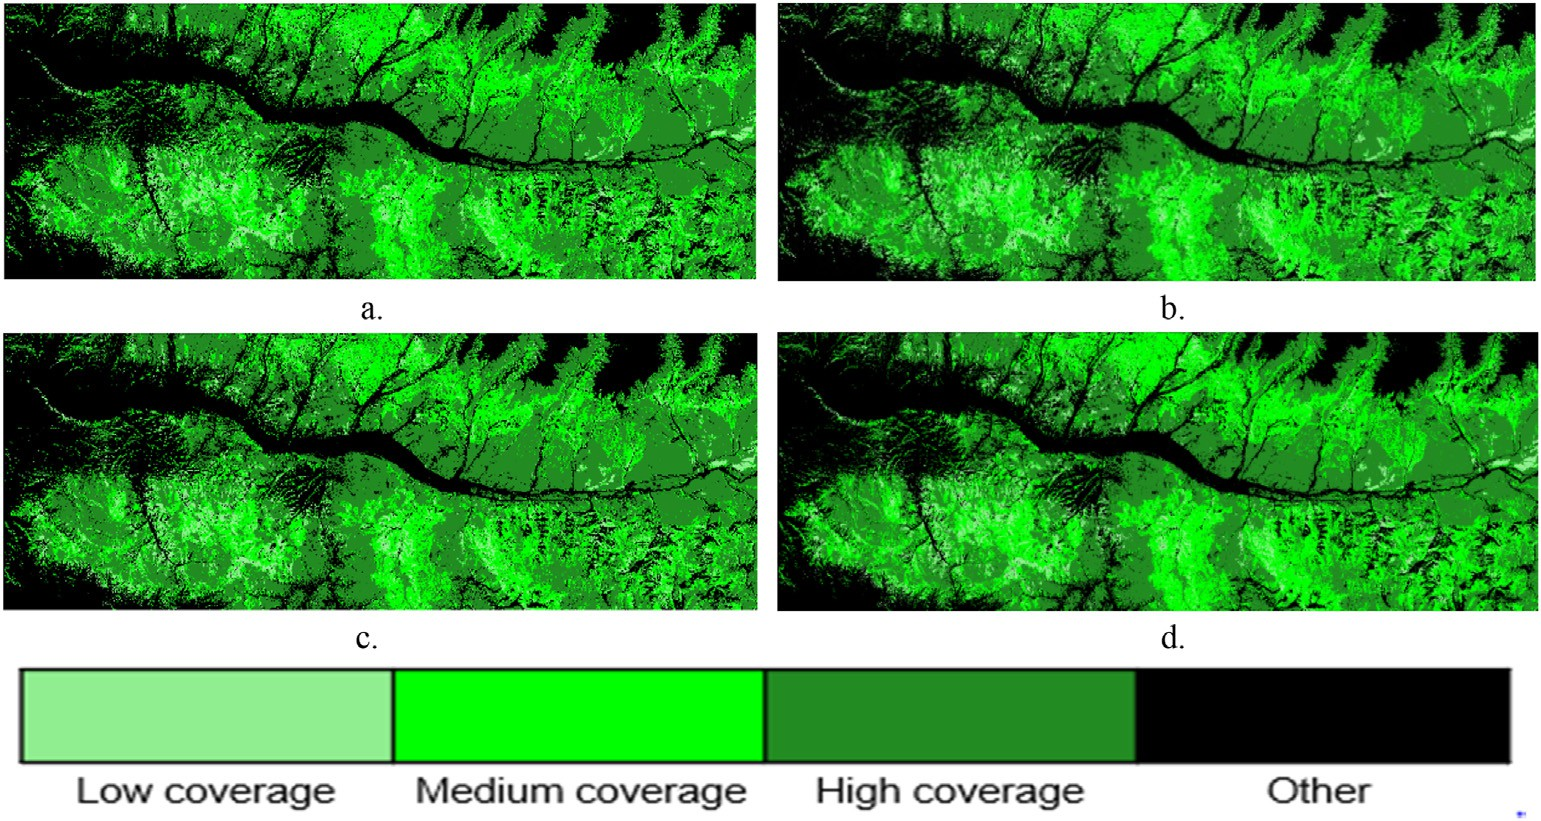 a.
b.
c.
d.
Low coverage
Medium coverage
High coverage
Other